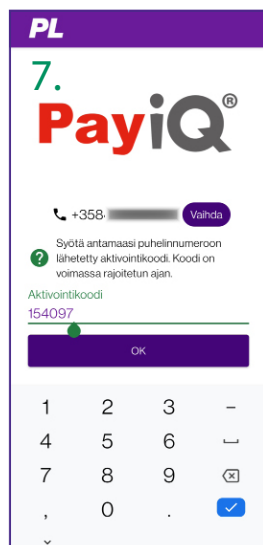 PL
7.
PayiQ®
+358-
Vaihda
Syötä antamaasi puhelinnumeroon
lähetetty aktivointikoodi. Koodi on
voimassa rajoitetun ajan.
?
Aktivointikoodi
154097
OK
1 2 3 –
4 5 6
7 8 9
, 0 .